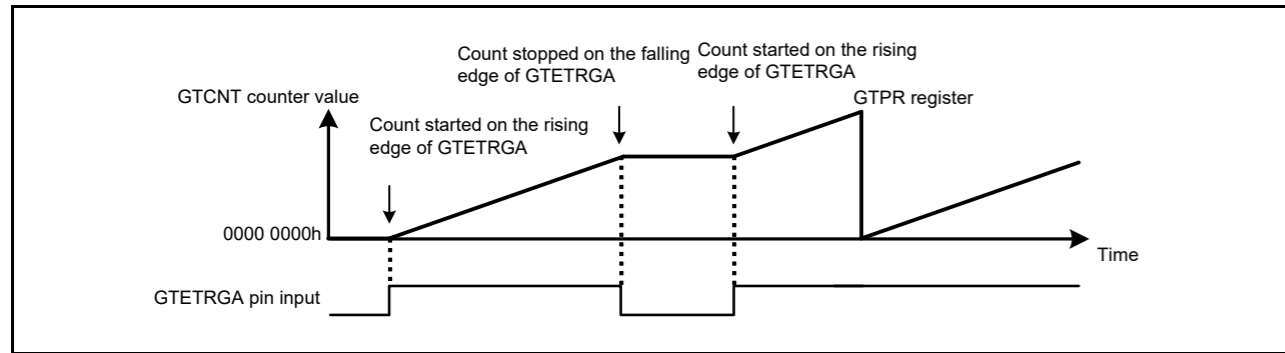 Count stopped on the falling
edge of GTETRGA
Count started on the rising
edge of GTETRGA
GTCNT counter value
GTPR register
Count started on the rising
edge of GTETRGA
0000 0000h
Time
GTETRGA pin input